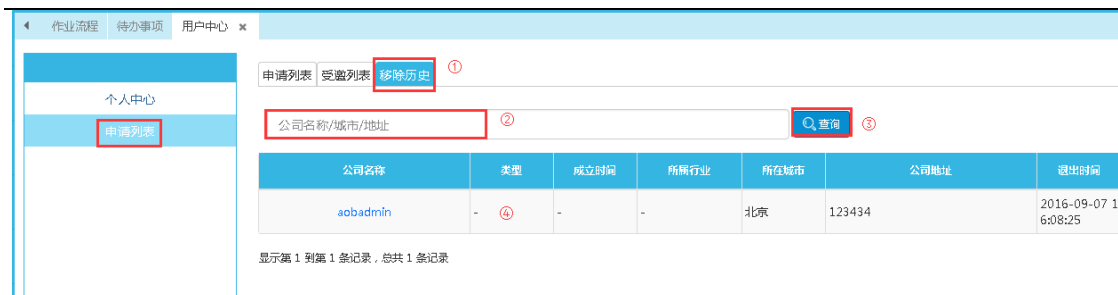 作业流程 待办事项 用户中心 ×
申请列表 受邀列表 移除历史 ①
个人中心
申请列表
公司名称/城市/地址 ② 查询 ③
公司名称 类型 成立时间 所属行业 所在城市 公司地址 退出时间
aobadmin - ④ - - 北京 123434 2016-09-07 1
6:08:25
显示第 1 到第 1 条记录，总共 1 条记录